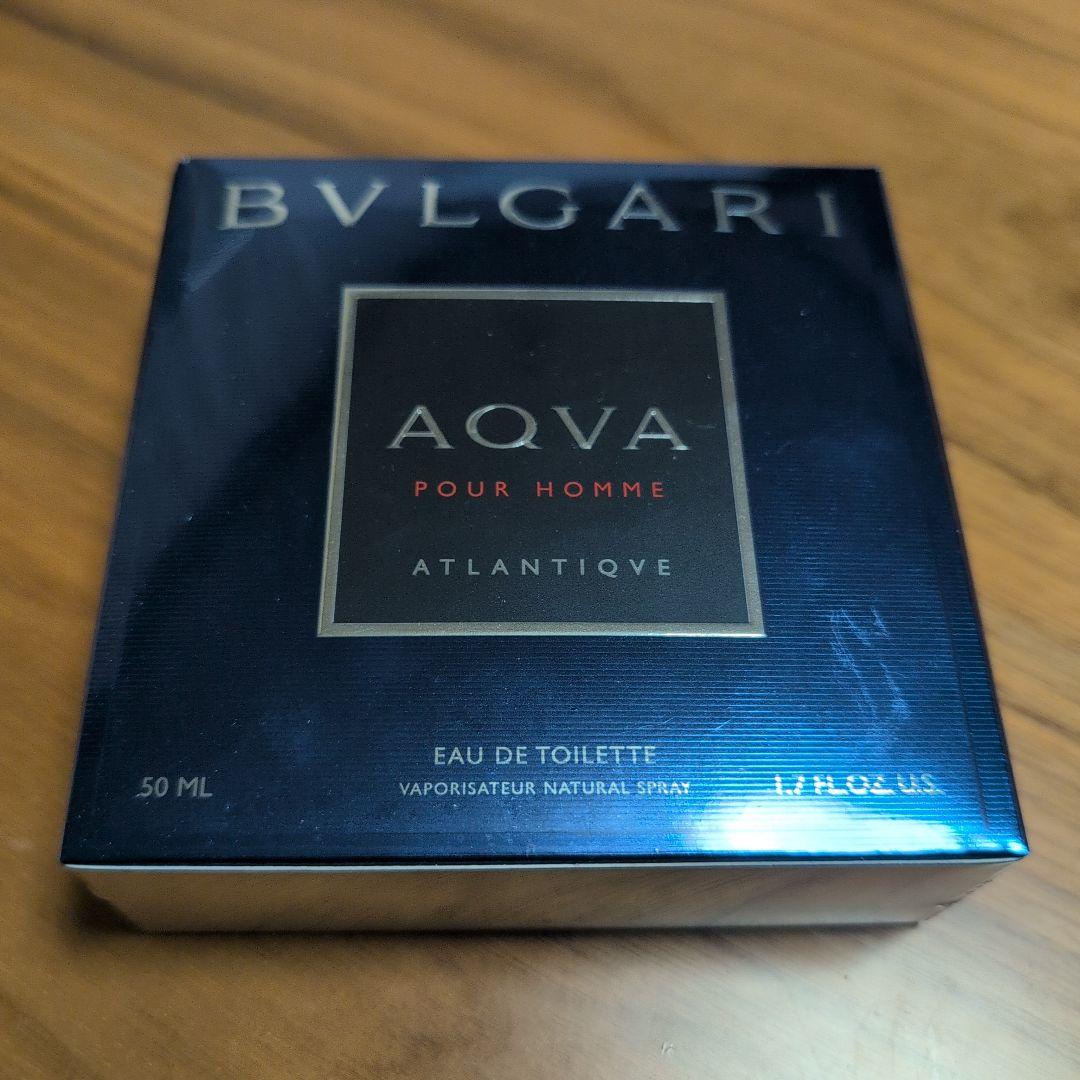 BVLGARI
AQVA
POUR HOMME
ATLANTIQVE
EAU DE TOILETTE
50 ML VAPORISATEUR NATURAL SPRAY 1.7 FL.OZ U.S.